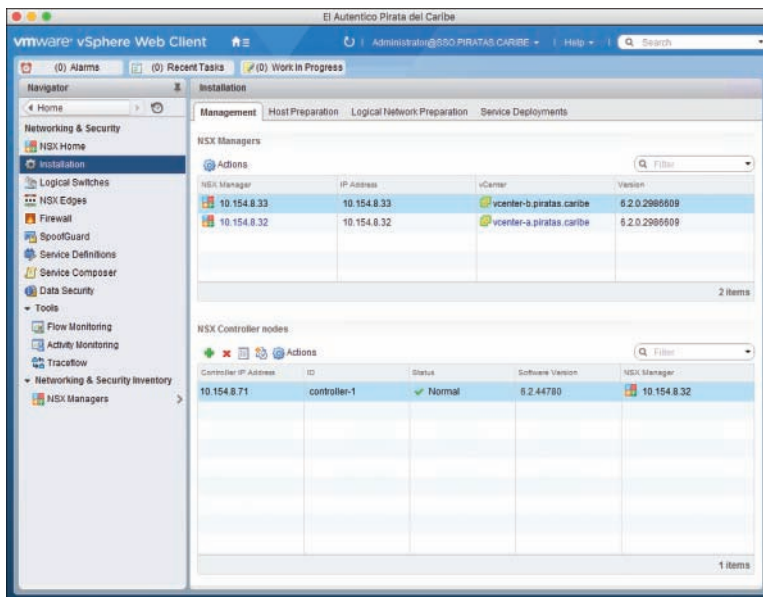 El Autentico Pirata del Caribe
vmware® vSphere Web Client
Administrator@SSO.PIRATAS.CARIBE
Help
Search
(0) Alarms
(0) Recent Tasks
(0) Work In Progress
Navigator
Home
Networking & Security
NSX Home
Installation
Logical Switches
NSX Edges
Firewall
SpoofGuard
Service Definitions
Service Composer
Data Security
Tools
Flow Monitoring
Activity Monitoring
Traceflow
Networking & Security Inventory
NSX Managers
Installation
Management Host Preparation Logical Network Preparation Service Deployments
NSX Managers
Actions
Filter
NSX Manager IP Address vCenter Version
10.154.8.33 10.154.8.33 vcenter-b.piratas.caribe 6.2.0.2986609
10.154.8.32 10.154.8.32 vcenter-a.piratas.caribe 6.2.0.2986609
2 items
NSX Controller nodes
Actions
Filter
Controller IP Address ID Status Software Version NSX Manager
10.154.8.71 controller-1 Normal 6.2.44780 10.154.8.32
1 items